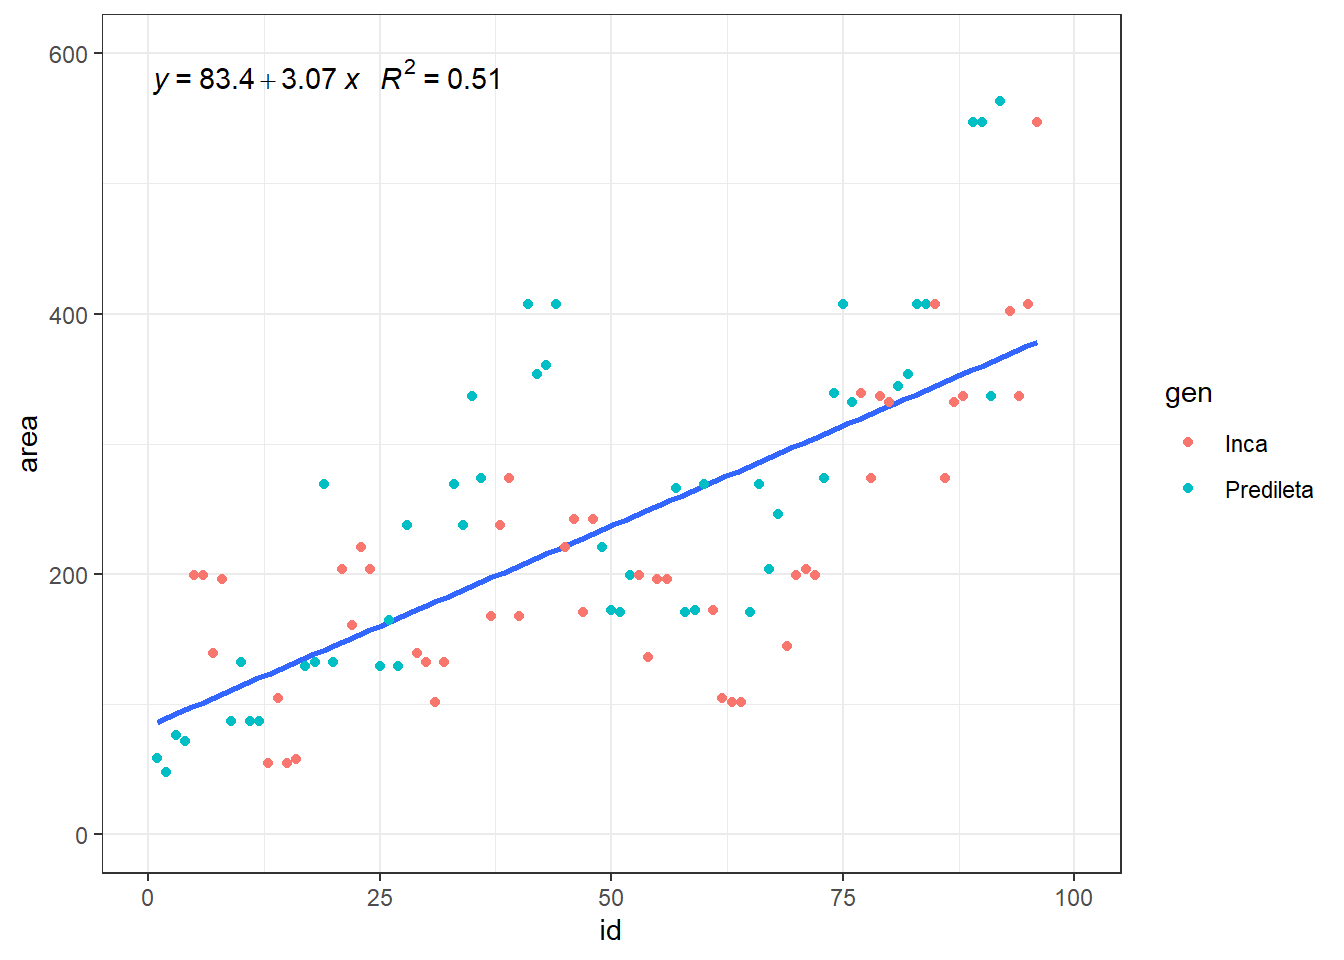 600
y = 83.4 + 3.07 x R² = 0.51
400
200
0
area
0 25 50 75 100
id
gen
Inca
Predileta